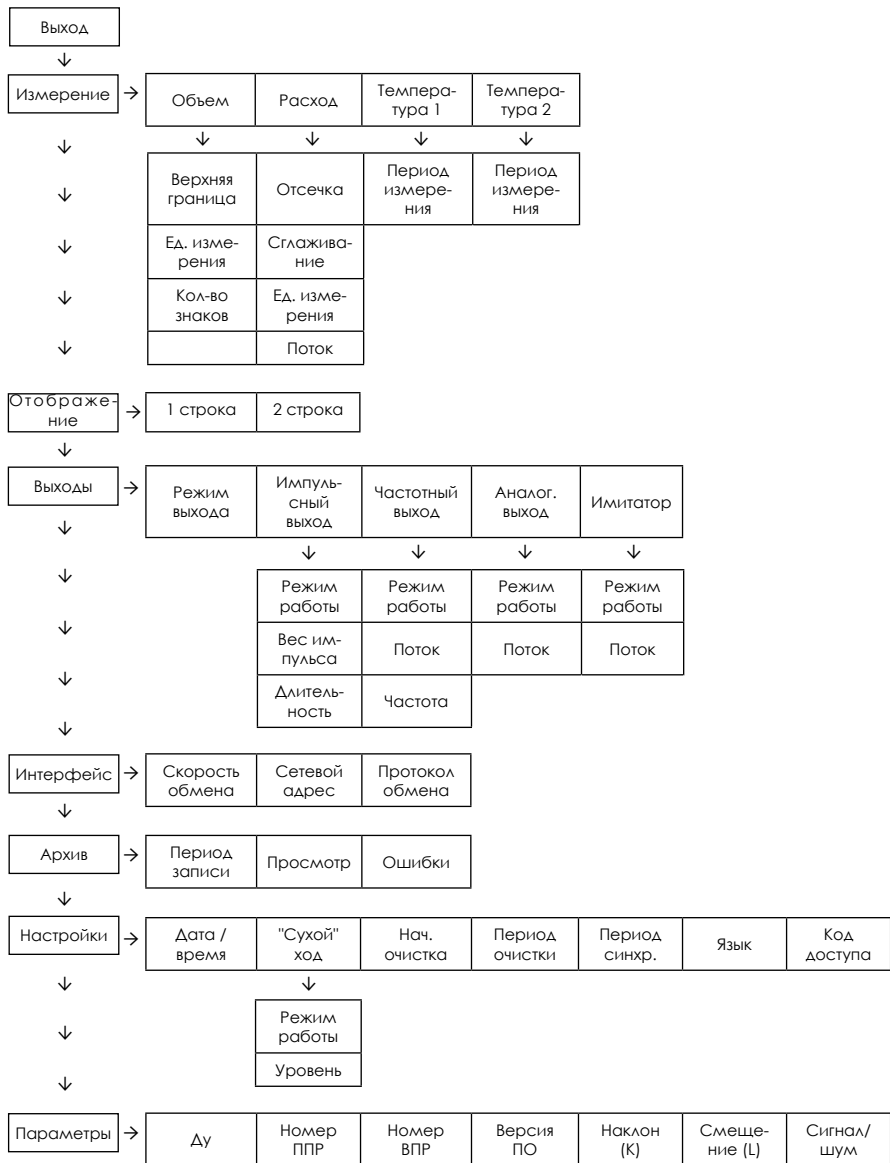 Выход
Измерение
Объем
Расход
Темпера-
тура 1
Темпера-
тура 2
Верхняя
граница
Отсечка
Период
измере-
ния
Период
измере-
ния
Ед. изме-
рения
Сглажива-
ние
Кол-во
знаков
Ед. изме-
рения
Поток
Отображе-
ние
1 строка
2 строка
Выходы
Режим
выхода
Импуль-
сный
выход
Частотный
выход
Аналог.
выход
Имитатор
Режим
работы
Режим
работы
Режим
работы
Режим
работы
Вес им-
пульса
Поток
Поток
Поток
Длитель-
ность
Частота
Интерфейс
Скорость
обмена
Сетевой
адрес
Протокол
обмена
Архив
Период
записи
Просмотр
Ошибки
Настройки
Дата /
время
"Сухой"
ход
Нач.
очистка
Период
очистки
Период
синхр.
Язык
Код
доступа
Режим
работы
Уровень
Параметры
Ду
Номер
ППР
Номер
ВПР
Версия
ПО
Наклон
(K)
Смеще-
ние (L)
Сигнал/
шум